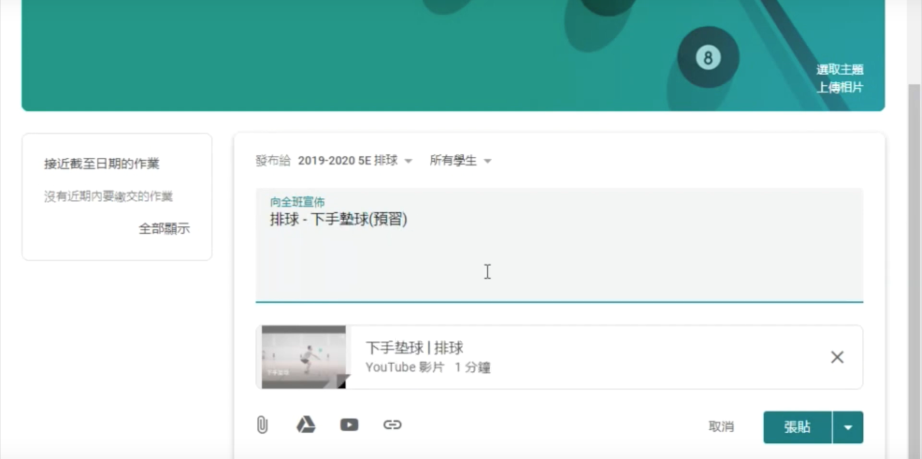 8
選取主題
上傳相片
接近截至日期的作業
沒有近期內要繳交的作業
全部顯示
發布給 2019-2020 5E 排球 所有學生
向全班宣佈
排球 - 下手墊球(預習)
下手垫球 | 排球
YouTube 影片 1 分鐘
取消
張貼